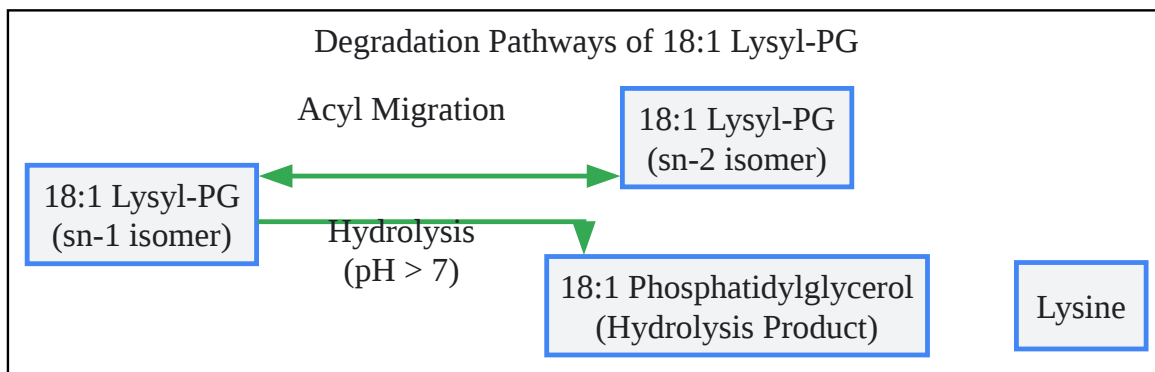 Degradation Pathways of 18:1 Lysyl-PG
Acyl Migration
18:1 Lysyl-PG
(sn-2 isomer)
18:1 Lysyl-PG
(sn-1 isomer)
Hydrolysis
(pH > 7)
18:1 Phosphatidylglycerol
(Hydrolysis Product)
Lysine